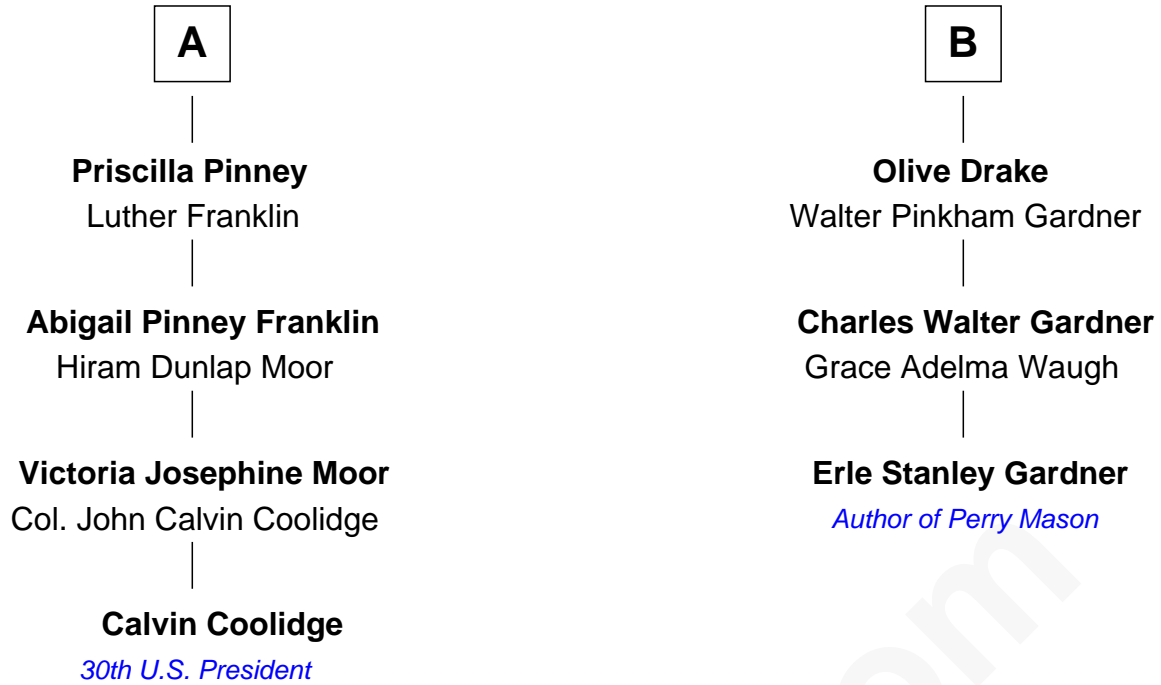 A
Priscilla Pinney
Luther Franklin
Abigail Pinney Franklin
Hiram Dunlap Moor
Victoria Josephine Moor
Col. John Calvin Coolidge
Calvin Coolidge
30th U.S. President
B
Olive Drake
Walter Pinkham Gardner
Charles Walter Gardner
Grace Adelma Waugh
Erle Stanley Gardner
Author of Perry Mason
om